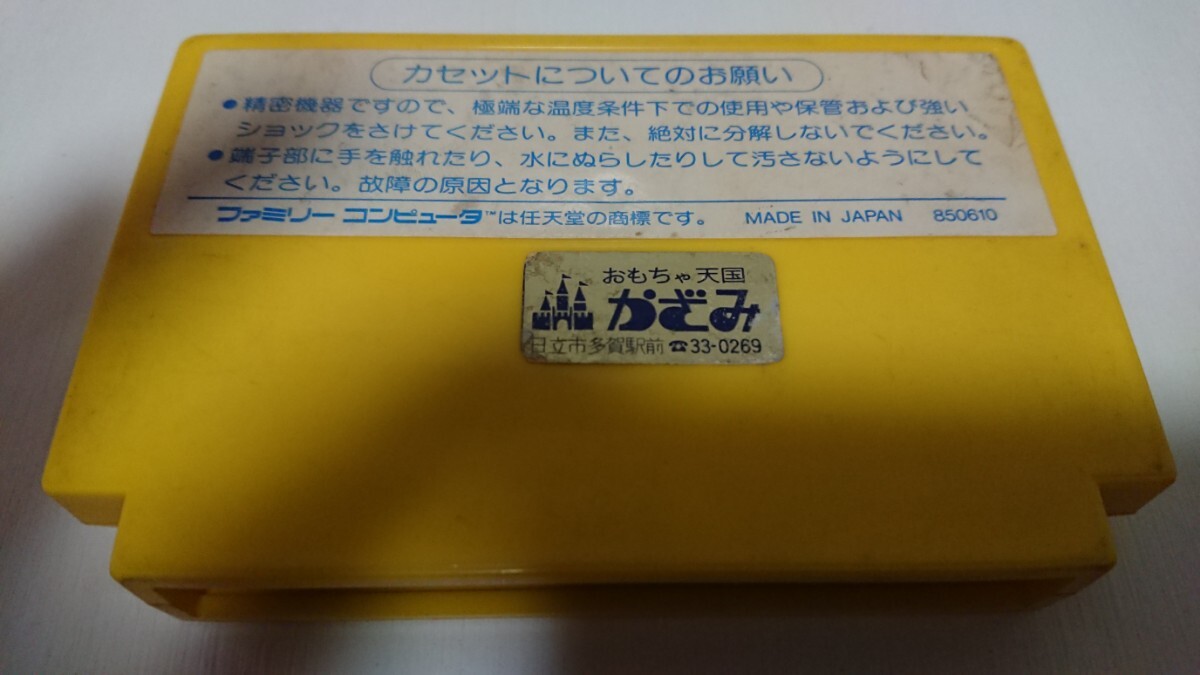 カセットについてのお願い
●精密機器ですので、極端な温度条件下での使用や保管および強い
ショックをさけてください。また、絶対に分解しないでください。
●端子部に手を触れたり、水にぬらしたりして汚さないようにして
ください。故障の原因となります。
ファミリー コンピュータ™は任天堂の商標です。 MADE IN JAPAN 850610
おもちゃ天国
かざみ
日立市多賀駅前 ☎33-0269